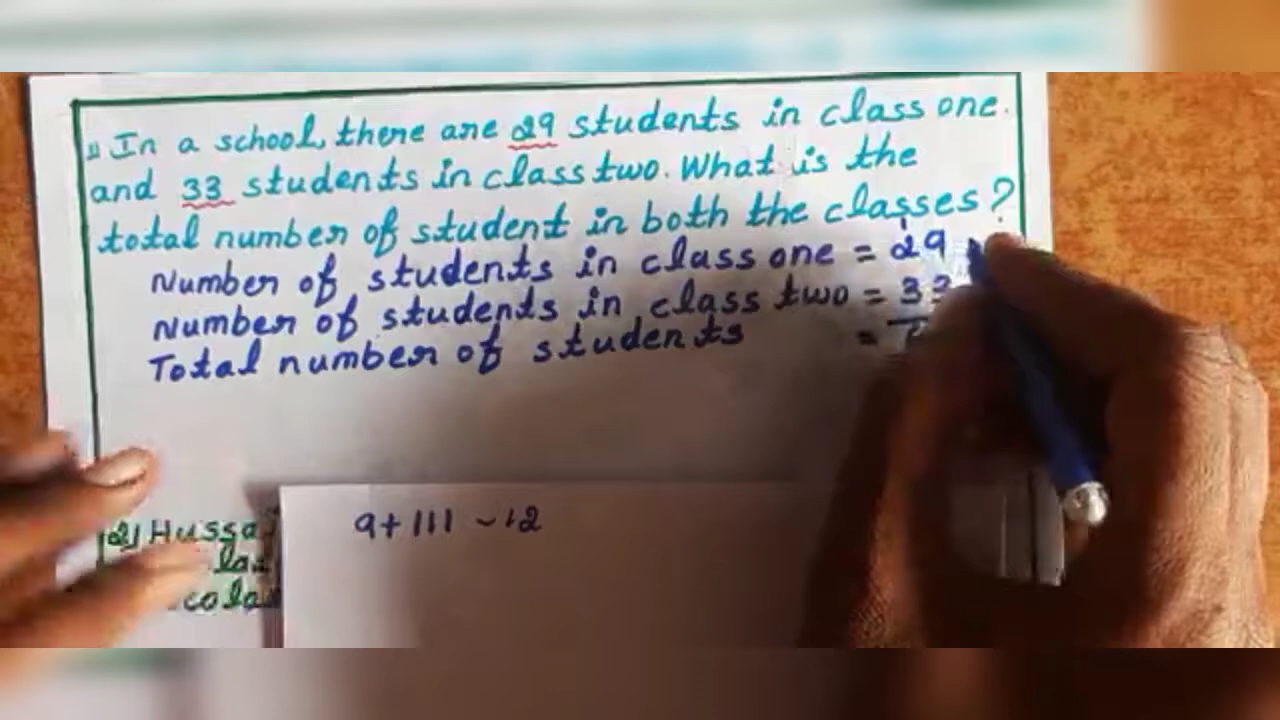 1) In a school, there are 29 students in class one.
and 33 students in class two. What is the
total number of student in both the classes?
Number of students in class one = 29
Number of students in class two = 33
Total number of students =
9+111 -12
2) Hussa